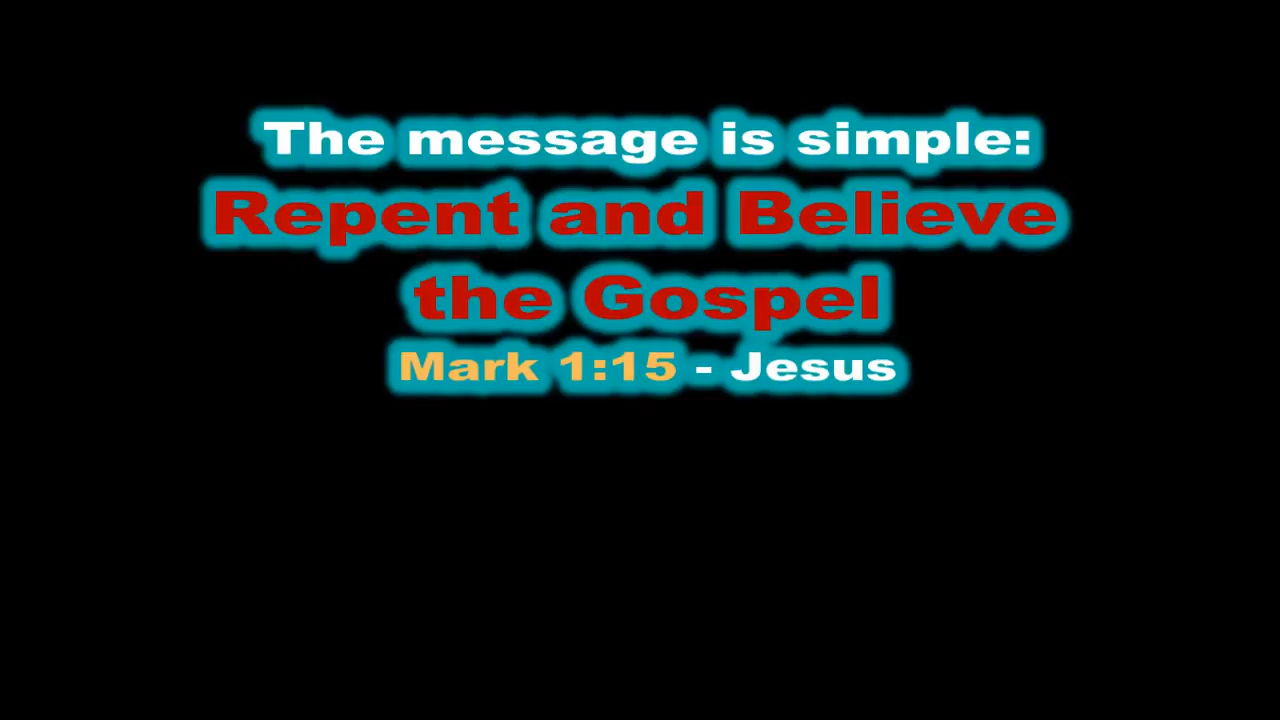 The message is simple:
Repent and Believe
the Gospel
Mark 1:15 - Jesus